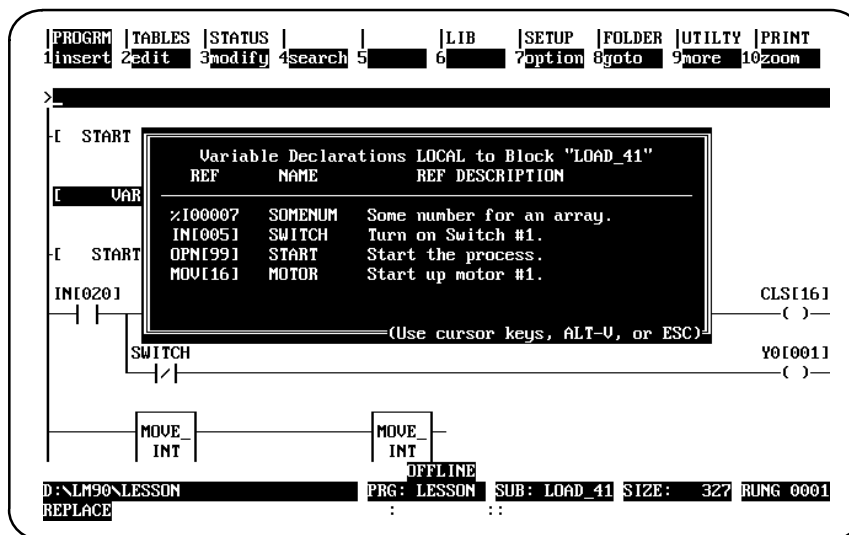 PROGRM TABLES STATUS LIB SETUP FOLDER UTILTY PRINT
1insert 2edit 3modify 4search 5 6 7option 8goto 9more 10zoom
>_
[ START
Variable Declarations LOCAL to Block "LOAD_41"
REF NAME REF DESCRIPTION
[ VAR
%I00007 SOMENUM Some number for an array.
IN[005] SWITCH Turn on Switch #1.
[ START OPN[99] START Start the process.
MOV[16] MOTOR Start up motor #1.
IN[020] CLS[16]
( )
(Use cursor keys, ALT-V, or ESC)
SWITCH Y0[001]
/ ( )
MOVE_ MOVE_
INT INT
OFFLINE
D:\LM90\LESSON PRG: LESSON SUB: LOAD_41 SIZE: 327 RUNG 0001
REPLACE : ::